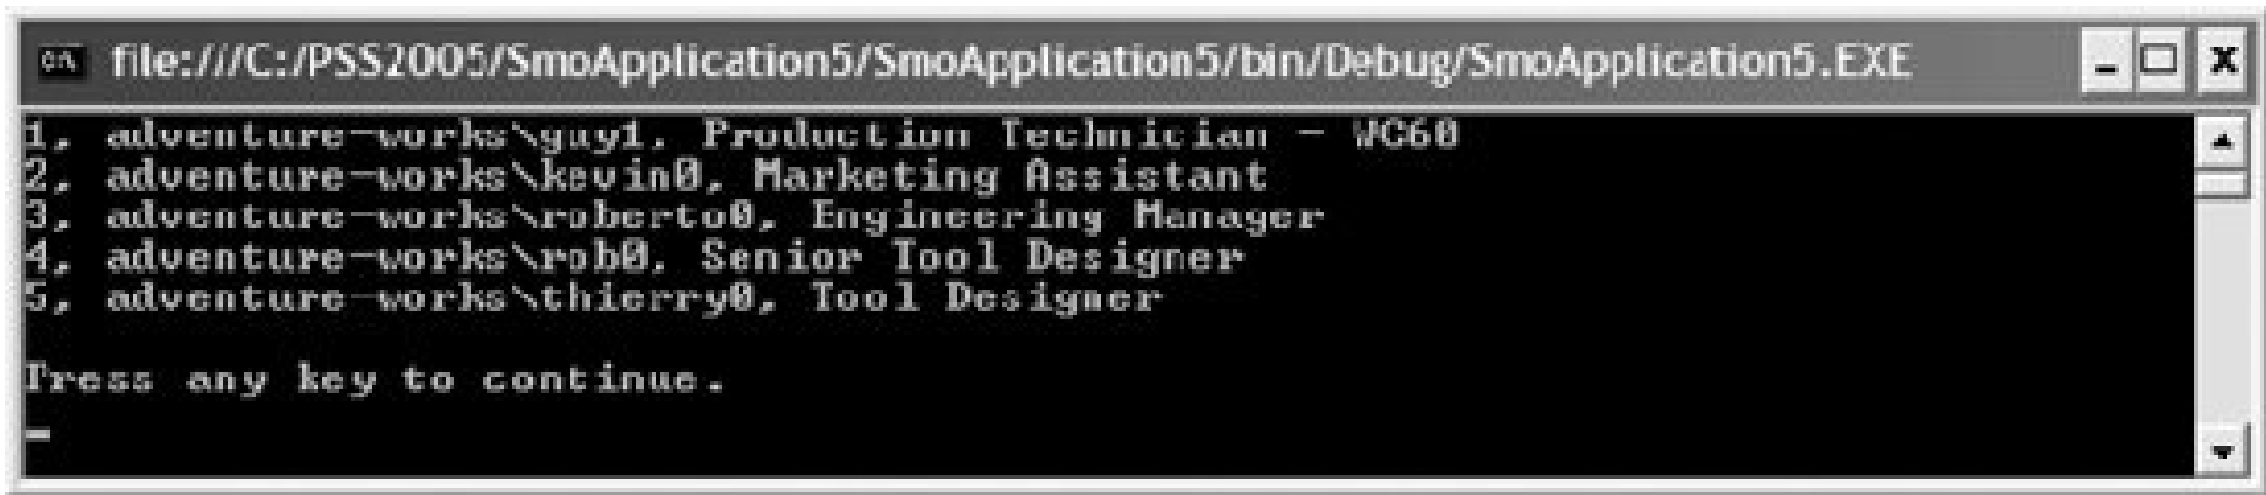 file:///C:/PSS2005/SmoApplication5/SmoApplication5/bin/Debug/SmoApplication5.EXE
1, adventure-works\guy1, Production Technician - WC60
2, adventure-works\kevin0, Marketing Assistant
3, adventure-works\roberto0, Engineering Manager
4, adventure-works\rob0, Senior Tool Designer
5, adventure-works\thierry0, Tool Designer
Press any key to continue.